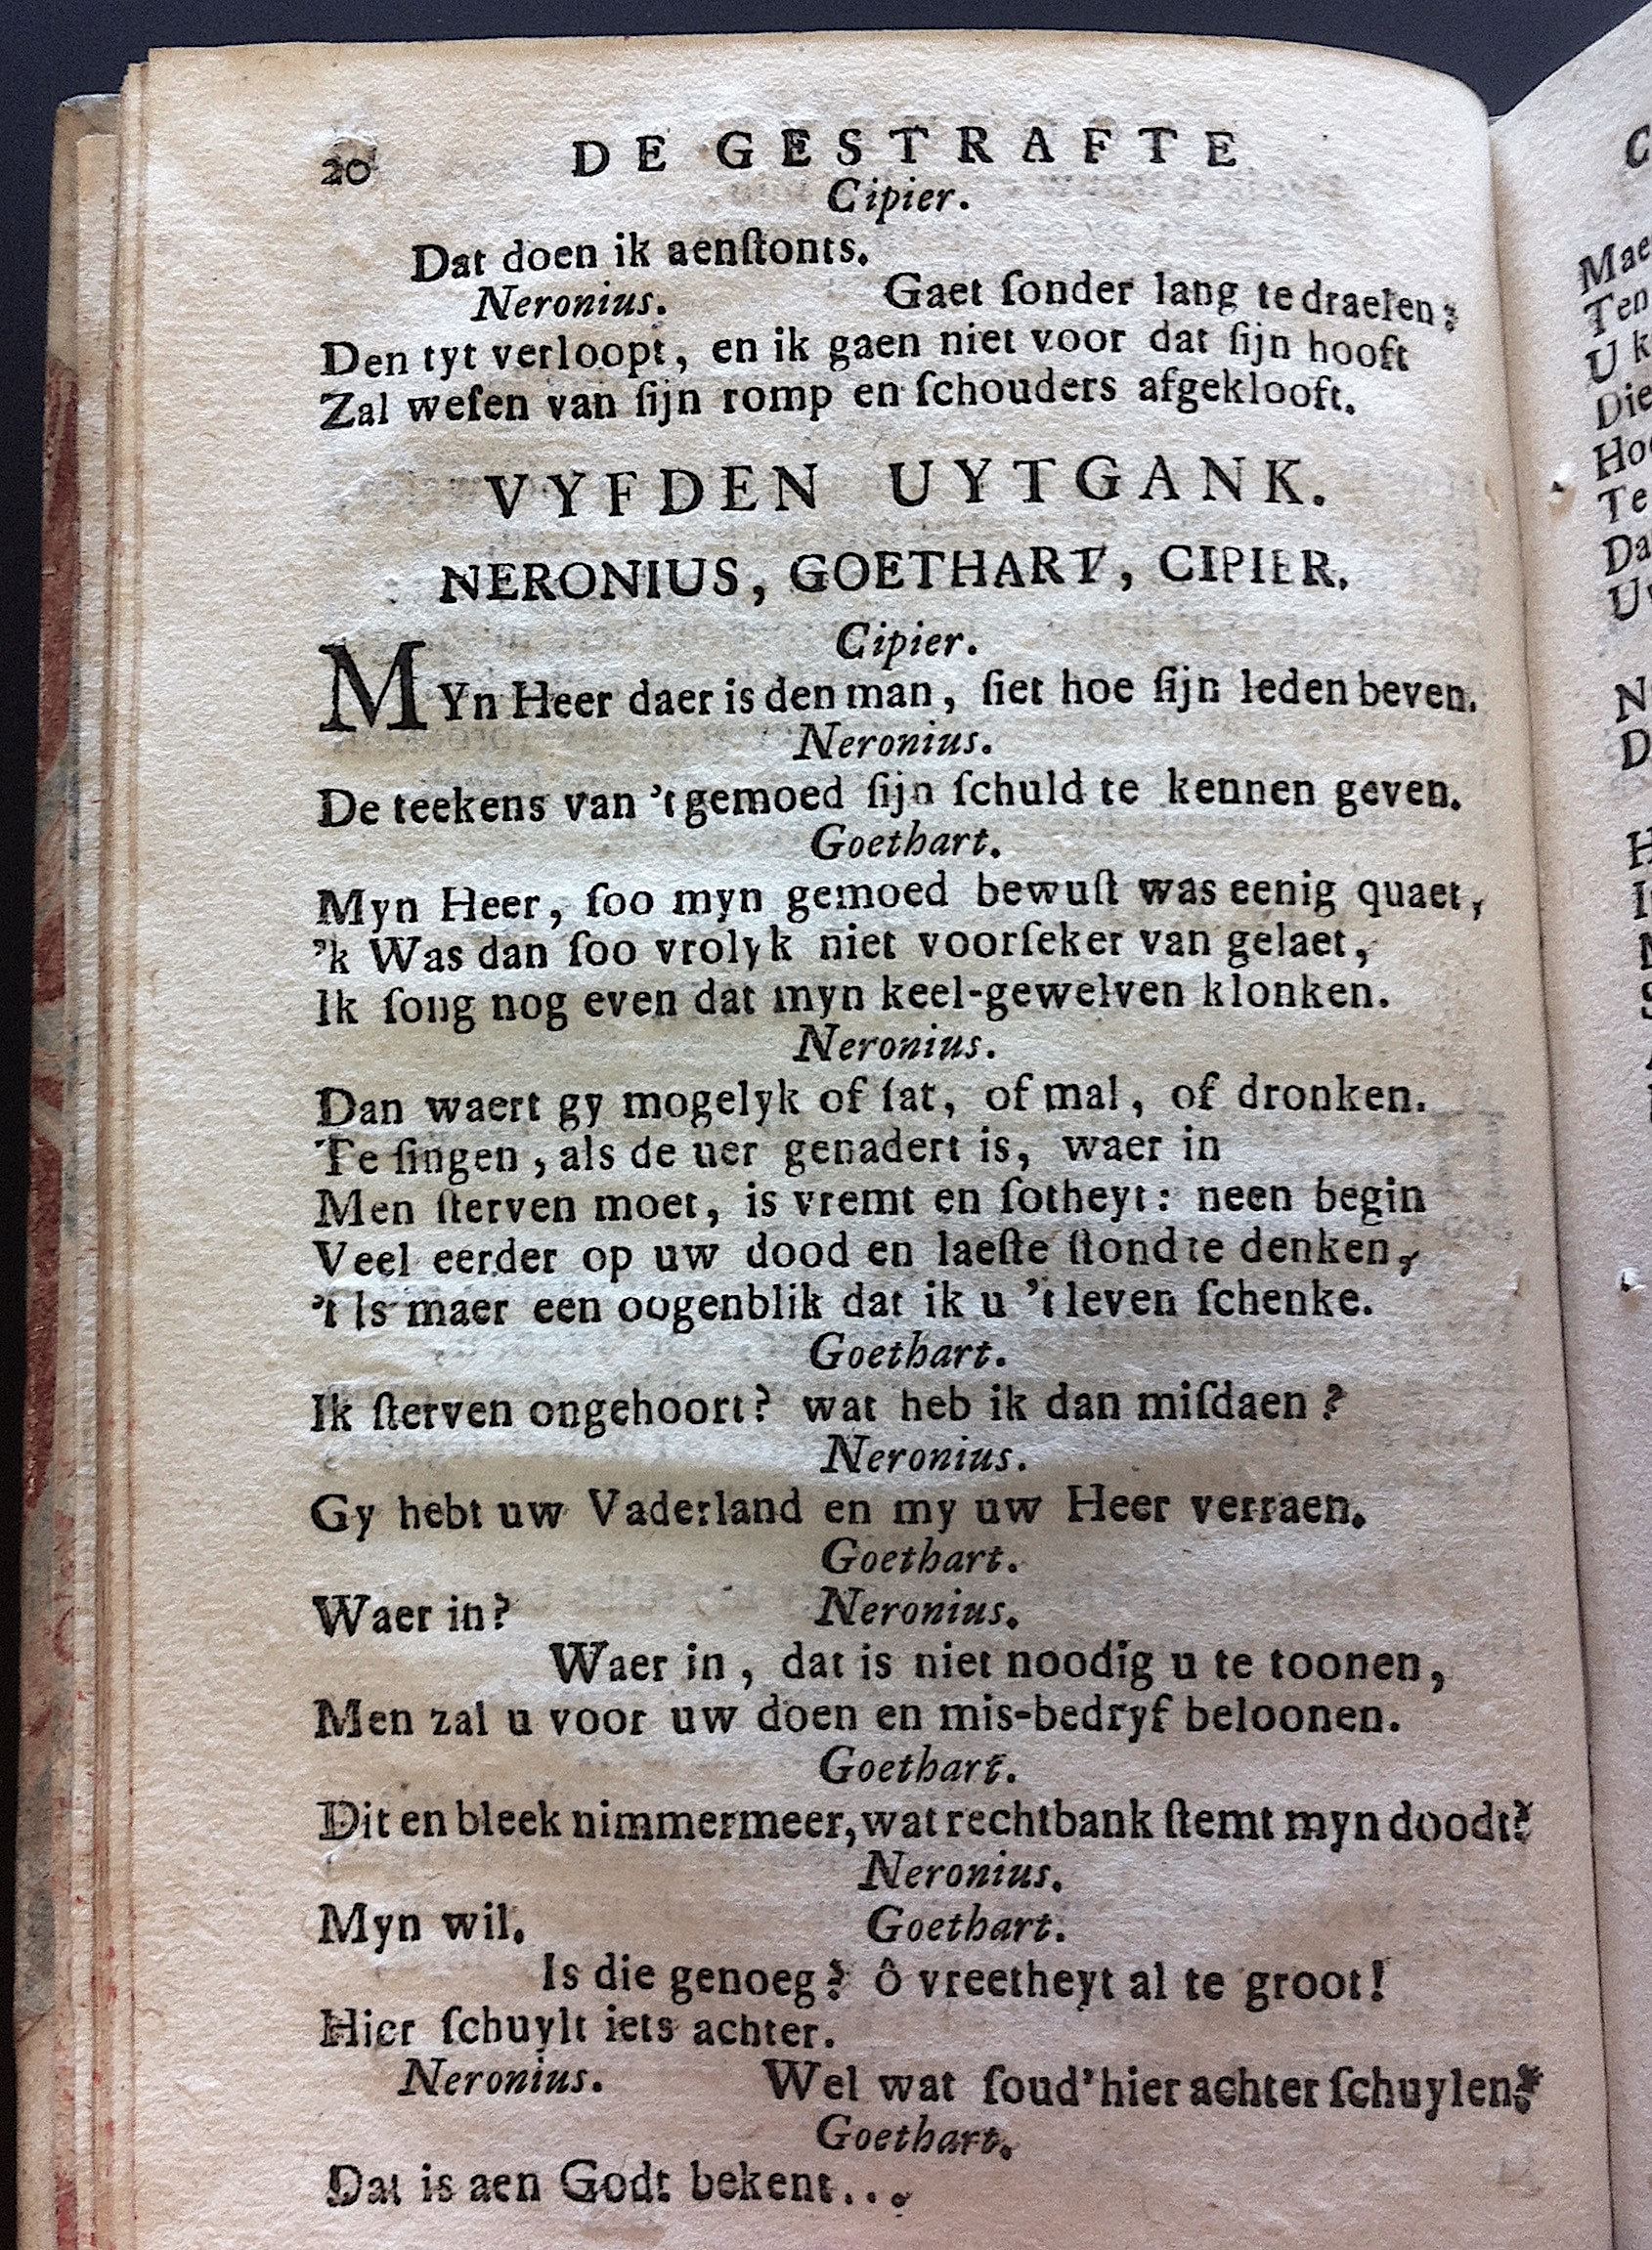 20 DE GESTRAFTE
Cipier.
Dat doen ik aenſtonts.
Neronius. Gaet ſonder lang te draelen:
Den tyt verloopt, en ik gaen niet voor dat ſijn hooft
Zal weſen van ſijn romp en ſchouders afgeklooft.
VYFDEN UYTGANK.
NERONIUS, GOETHART, CIPIER.
Cipier.
MYn Heer daer is den man, ſiet hoe ſijn leden beven.
Neronius.
De teekens van 't gemoed ſijn ſchuld te kennen geven.
Goethart.
Myn Heer, ſoo myn gemoed bewuſt was eenig quaet,
'k Was dan ſoo vrolyk niet voorſeker van gelaet,
Ik ſong nog even dat myn keel-gewelven klonken.
Neronius.
Dan waert gy mogelyk of ſat, of mal, of dronken.
Te ſingen, als de uer genadert is, waer in
Men ſterven moet, is vremt en ſotheyt: neen begin
Veel eerder op uw dood en laeſte ſtond te denken,
't Is maer een oogenblik dat ik u 't leven ſchenke.
Goethart.
Ik ſterven ongehoort? wat heb ik dan miſdaen?
Neronius.
Gy hebt uw Vaderland en my uw Heer verraen.
Goethart.
Waer in? Neronius.
Waer in, dat is niet noodig u te toonen,
Men zal u voor uw doen en mis-bedryf beloonen.
Goethart.
Dit en bleek nimmermeer, wat rechtbank ſtemt myn doodt?
Neronius.
Myn wil. Goethart.
Is die genoeg? ô vreetheyt al te groot!
Hier ſchuylt iets achter.
Neronius. Wel wat ſoud' hier achter ſchuylen?
Goethart.
Dat is aen Godt bekent...